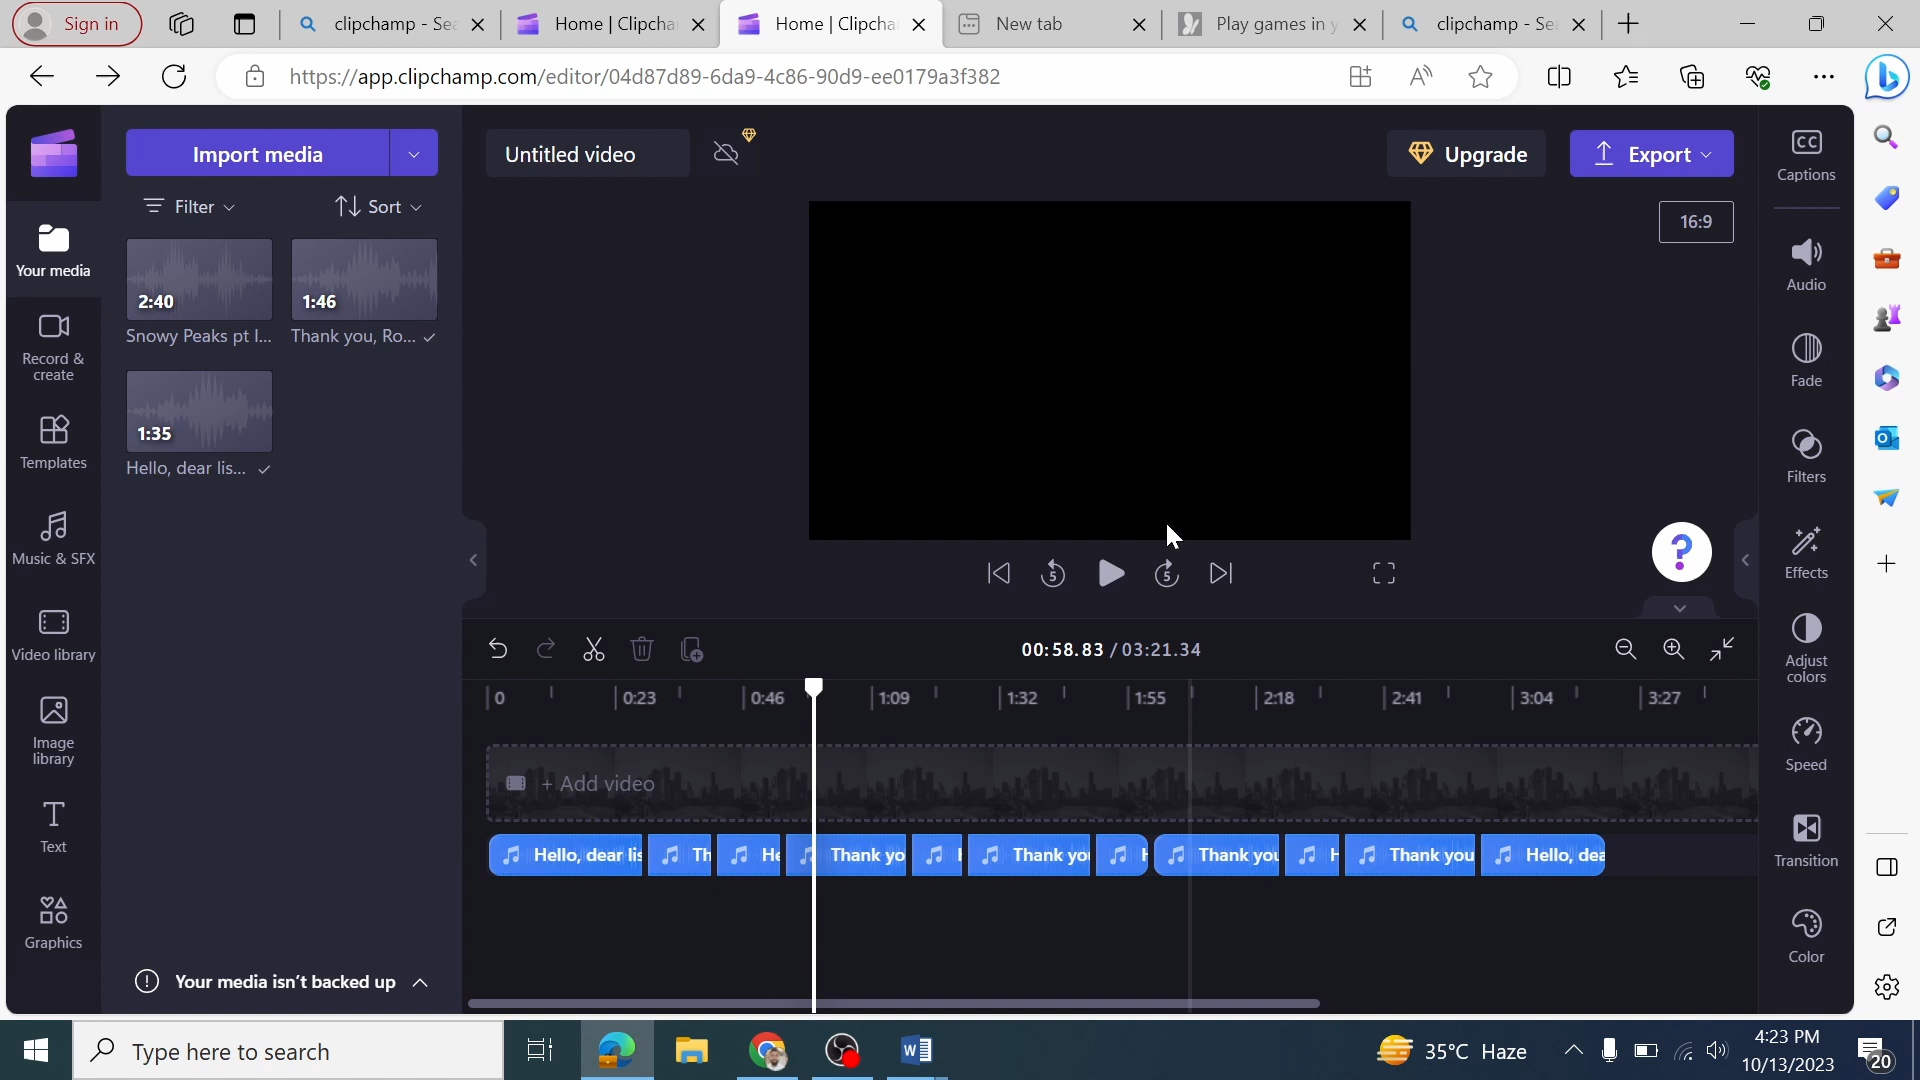 Sign in
clipchamp - Se
Home | Clipcha
Home | Clipcha
New tab
Play games in y
clipchamp - Se
https://app.clipchamp.com/editor/04d87d89-6da9-4c86-90d9-ee0179a3f382
Import media
Untitled video
Upgrade
Export
CC
Captions
Filter
Sort
16:9
Your media
2:40
1:46
Audio
Snowy Peaks pt I...
Thank you, Ro...
Record &
create
Fade
1:35
Templates
Hello, dear lis...
Filters
Music & SFX
5
5
?
Effects
Video library
00:58.83 / 03:21.34
Adjust
colors
0
0:23
0:46
1:09
1:32
1:55
2:18
2:41
3:04
3:27
Image
library
Speed
+ Add video
Text
Hello, dear lis
Th
He
Thank yo
Thank yo
Thank you
Thank you
Hello, dea
Transition
Graphics
Color
Your media isn't backed up
Type here to search
35°C Haze
4:23 PM
10/13/2023
20